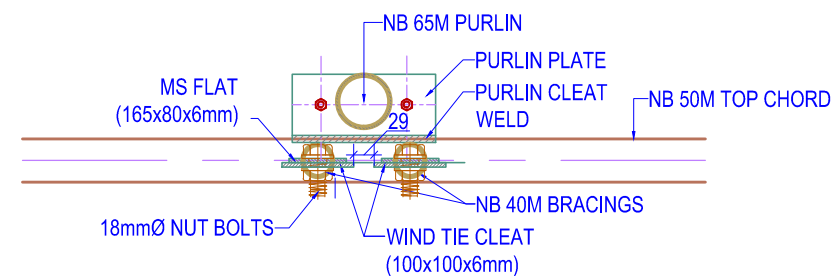 NB 65M PURLIN
PURLIN PLATE
MS FLAT
(165x80x6mm)
PURLIN CLEAT
WELD
NB 50M TOP CHORD
29
NB 40M BRACINGS
18mmØ NUT BOLTS
WIND TIE CLEAT
(100x100x6mm)